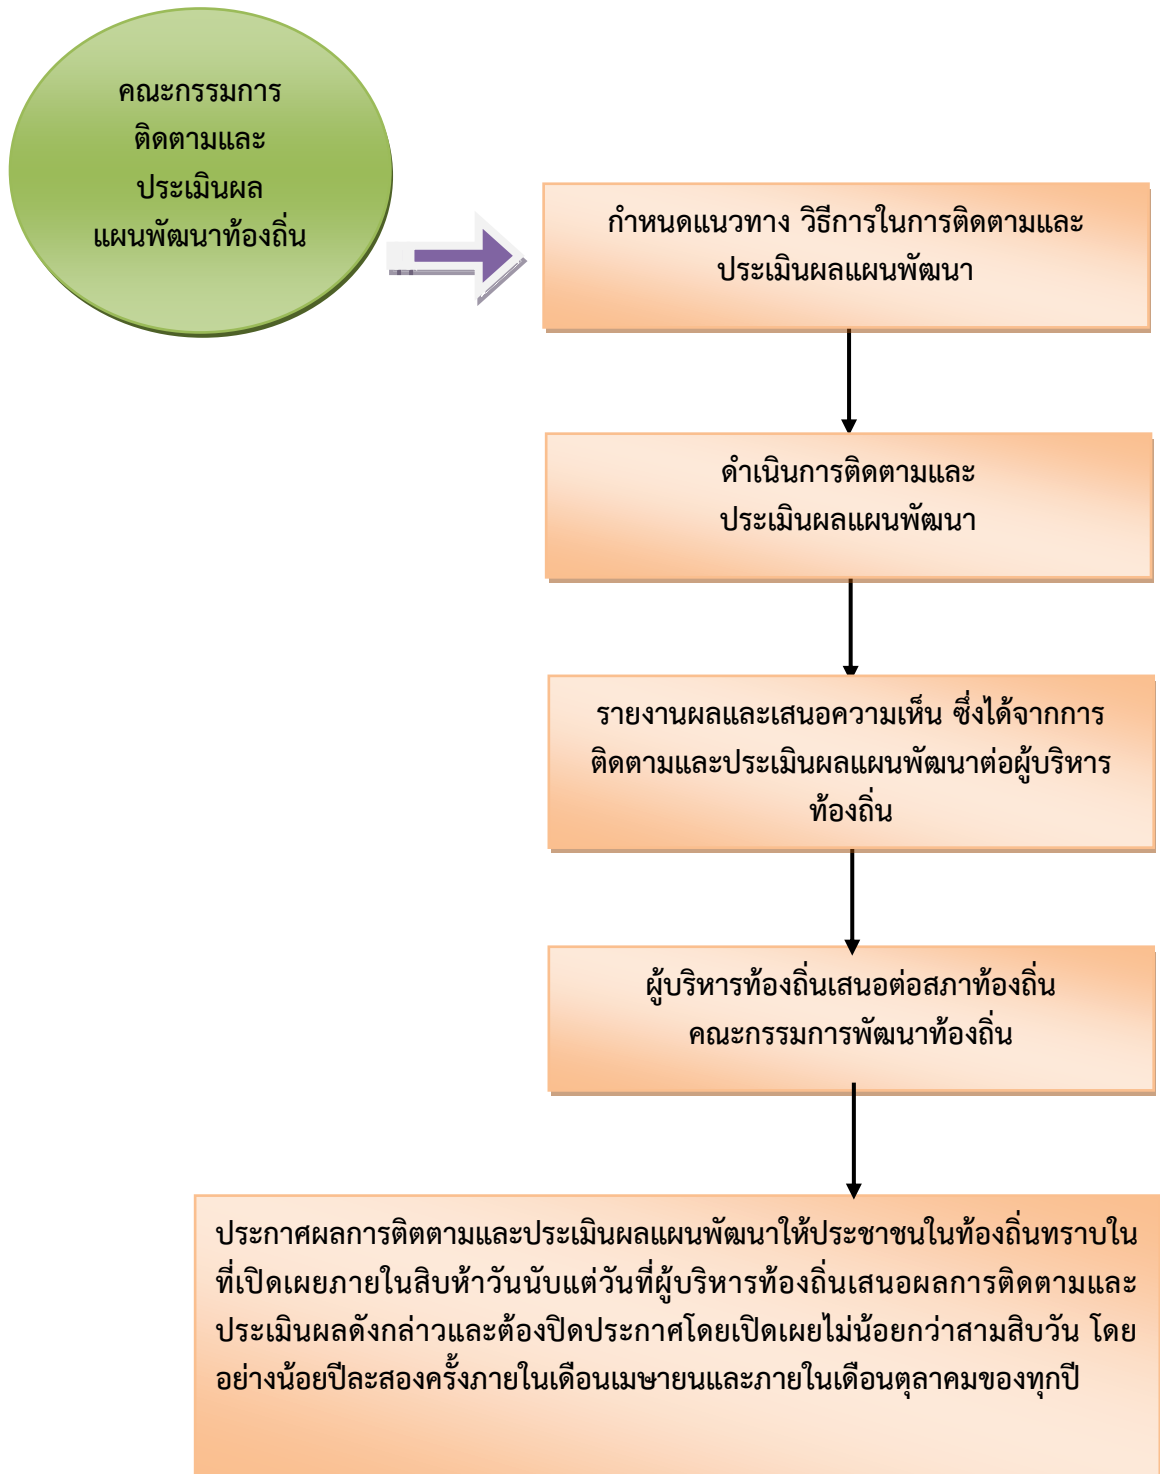 คณะกรรมการ
ติดตามและ
ประเมินผล
แผนพัฒนาท้องถิ่น
กำหนดแนวทาง วิธีการในการติดตามและ
ประเมินผลแผนพัฒนา
ดำเนินการติดตามและ
ประเมินผลแผนพัฒนา
รายงานผลและเสนอความเห็น ซึ่งได้จากการ
ติดตามและประเมินผลแผนพัฒนาต่อผู้บริหาร
ท้องถิ่น
ผู้บริหารท้องถิ่นเสนอต่อสภาท้องถิ่น
คณะกรรมการพัฒนาท้องถิ่น
ประกาศผลการติตตามและประเมินผลแผนพัฒนาให้ประชาชนในท้องถิ่นทราบใน
ที่เปิดเผยภายในสิบห้าวันนับแต่วันที่ผู้บริหารท้องถิ่นเสนอผลการติดตามและ
ประเมินผลดังกล่าวและต้องปิดประกาศโดยเปิดเผยไม่น้อยกว่าสามสิบวัน โดย
อย่างน้อยปีละสองครั้งภายในเดือนเมษายนและภายในเดือนตุลาคมของทุกปี